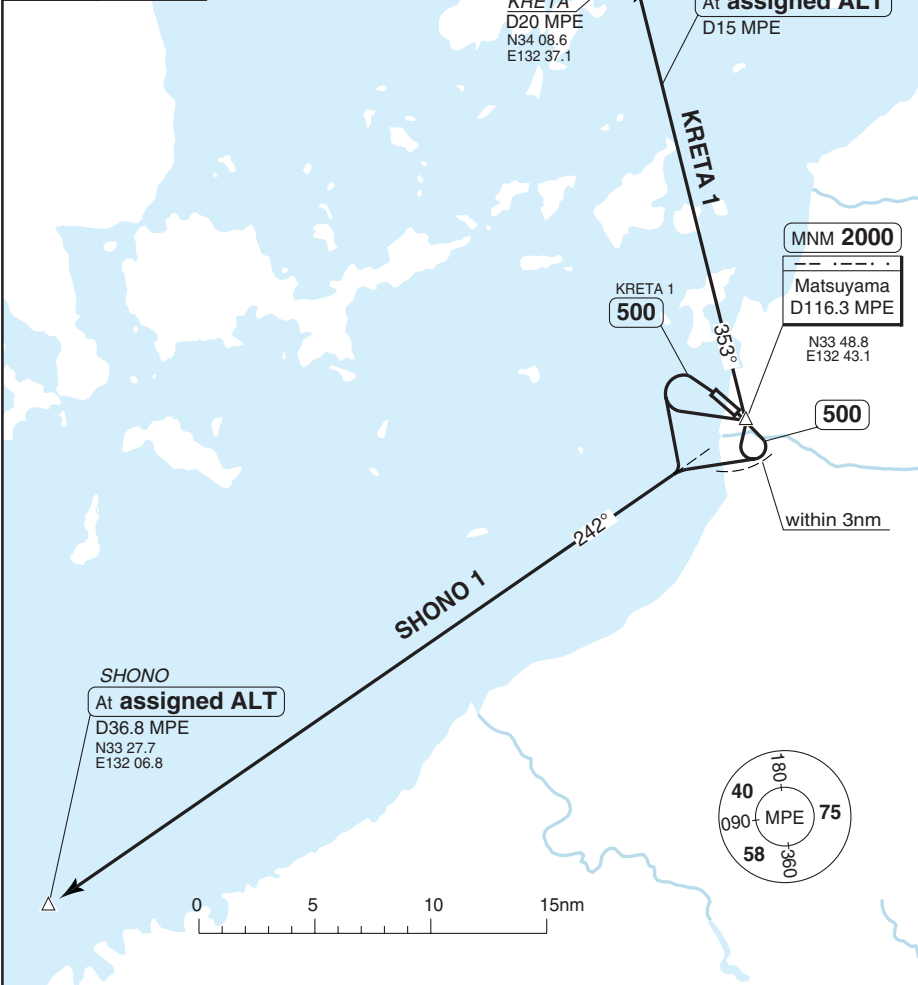 KRETA
D20 MPE
N34 08.6
E132 37.1
At assigned ALT
D15 MPE
KRETA 1
MNM 2000
Matsuyama
D116.3 MPE
N33 48.8
E132 43.1
KRETA 1
500
353°
500
within 3nm
242°
SHONO 1
SHONO
At assigned ALT
D36.8 MPE
N33 27.7
E132 06.8
180
40
090
MPE
75
58
360
0 5 10 15nm